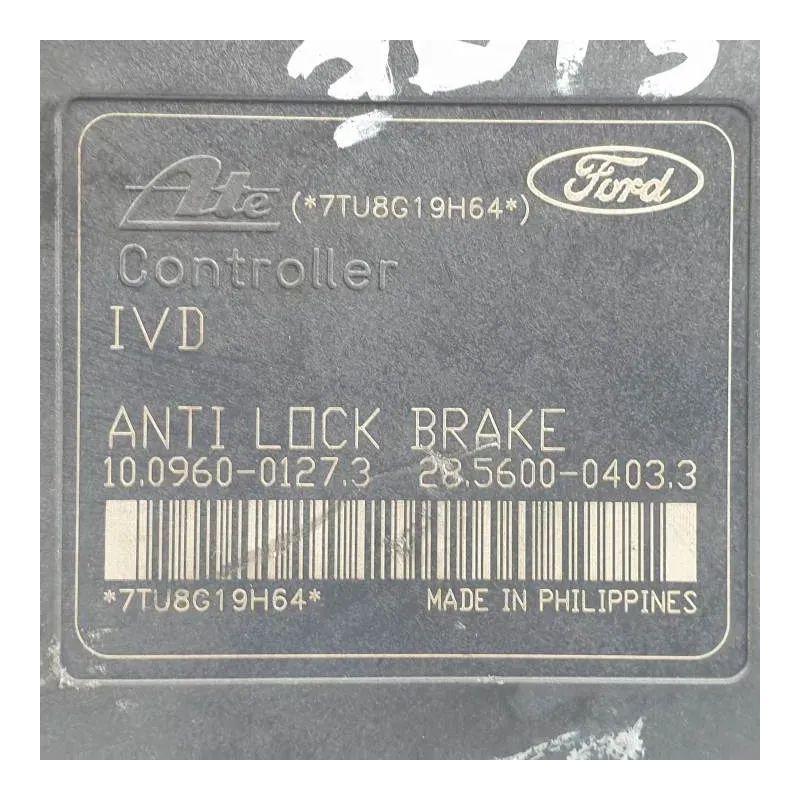 Ate (*7TU8G19H64*) Ford
Controller
IVD
ANTI LOCK BRAKE
10.0960-0127.3 28.5600-0403.3
*7TU8G19H64* MADE IN PHILIPPINES